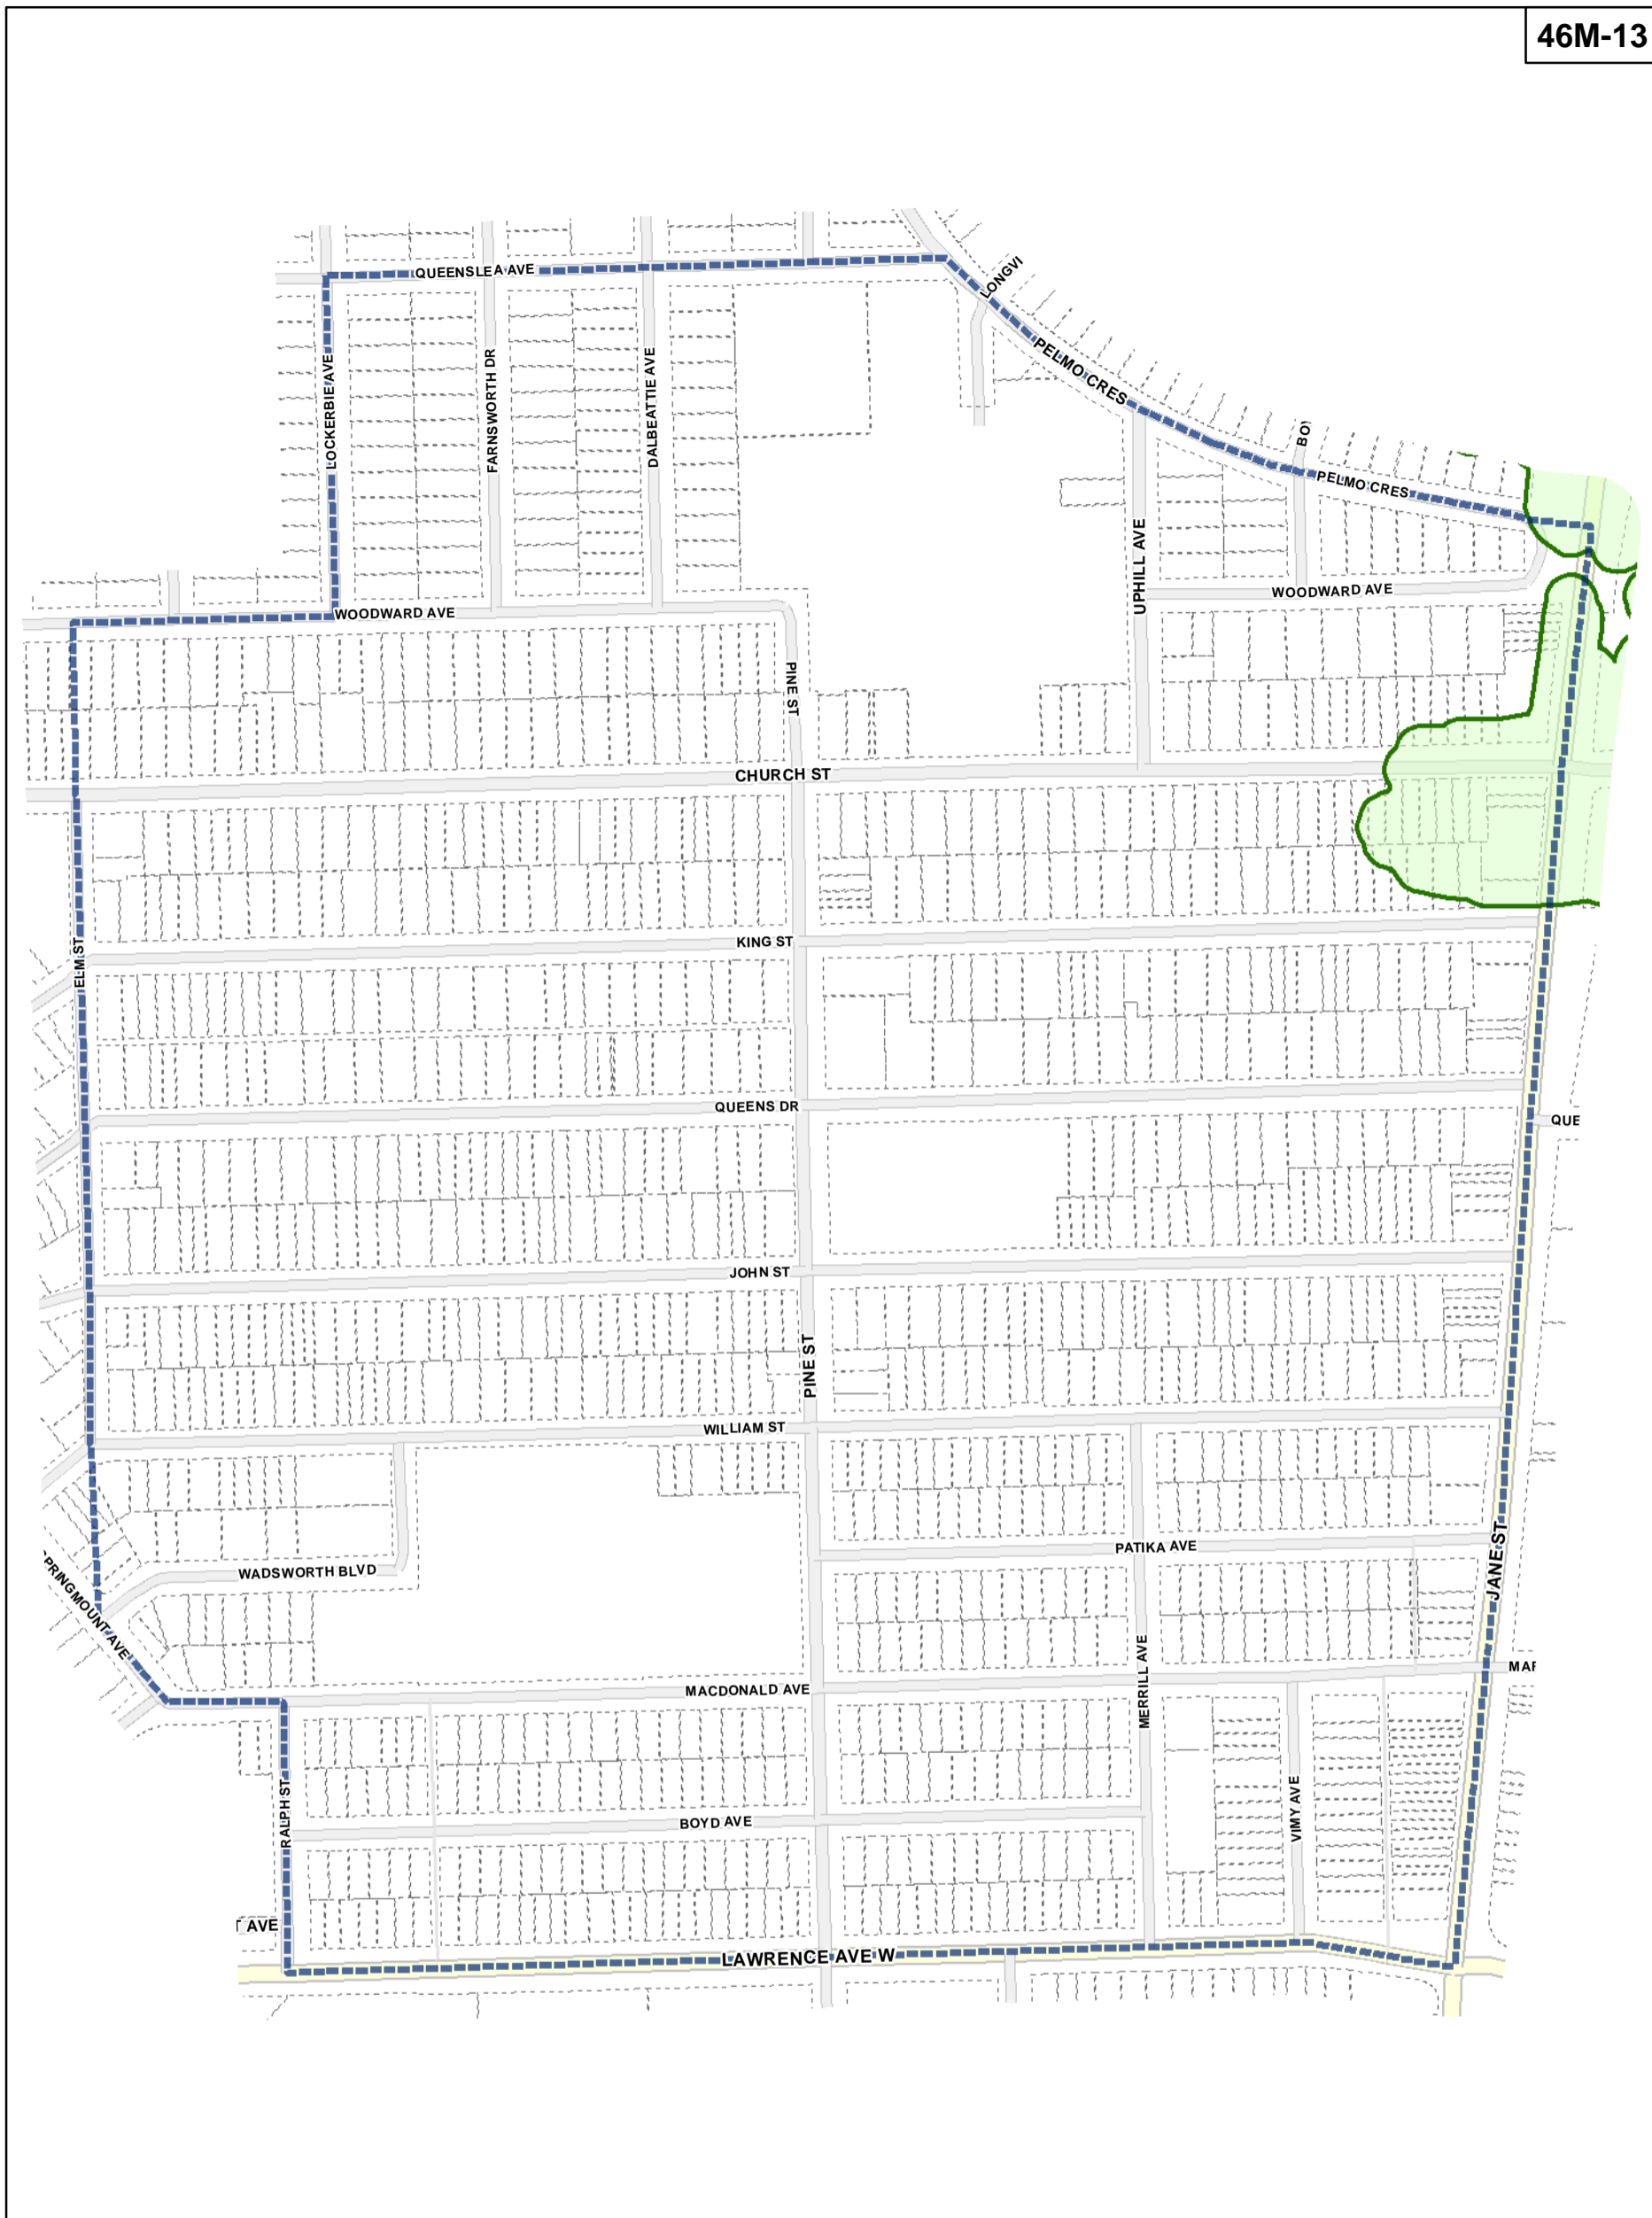 46M-13
QUEENSLEA AVE
LONGVI
LOCKERBIE AVE
FARNSWORTH DR
DALBEATTIE AVE
PELMO CRES
BO
PELMO CRES
UPHILL AVE
WOODWARD AVE
WOODWARD AVE
PINE ST
CHURCH ST
KING ST
ELM ST
QUEENS DR
QUE
JOHN ST
PINE ST
WILLIAM ST
PATIKA AVE
JANE ST
WADSWORTH BLVD
PRINGMOUNT AVE
MERRILL AVE
MAR
MACDONALD AVE
RALPH ST
VIMY AVE
BOYD AVE
T AVE
LAWRENCE AVE W